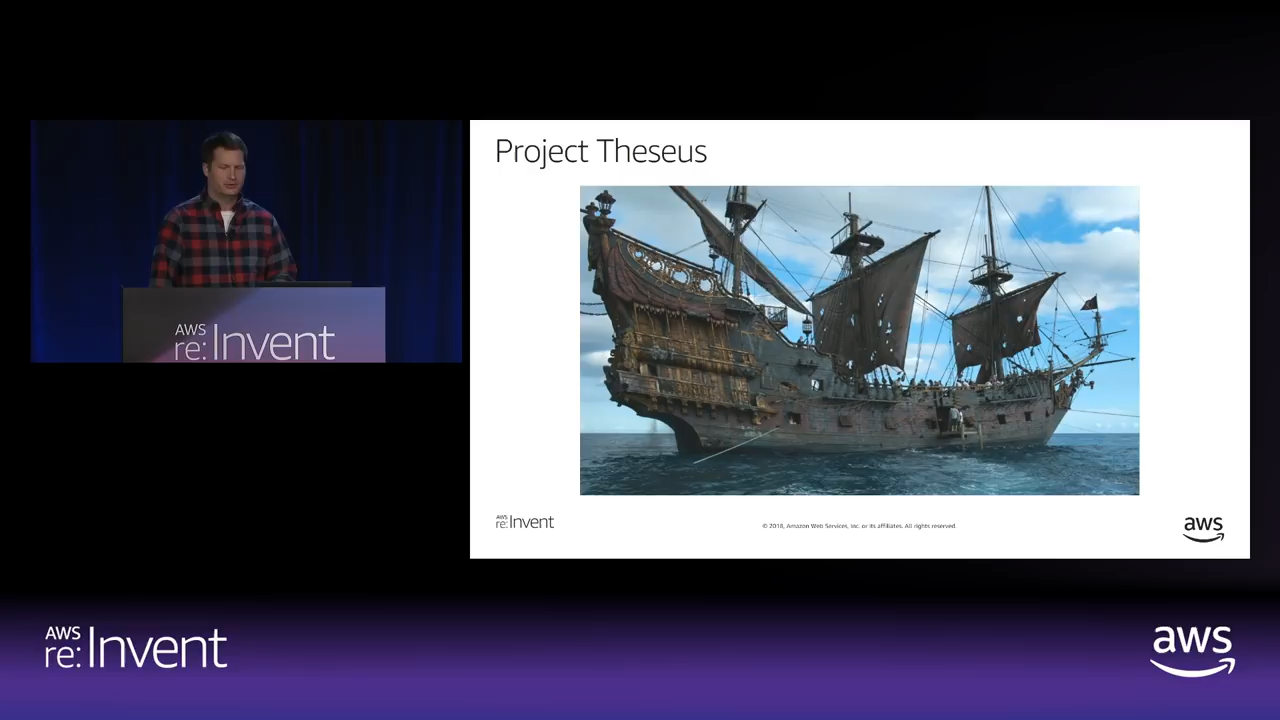 Project Theseus
AWS
re:Invent
AWS
re:Invent
© 2018, Amazon Web Services, Inc. or its affiliates. All rights reserved.
aws
AWS
re:Invent
aws